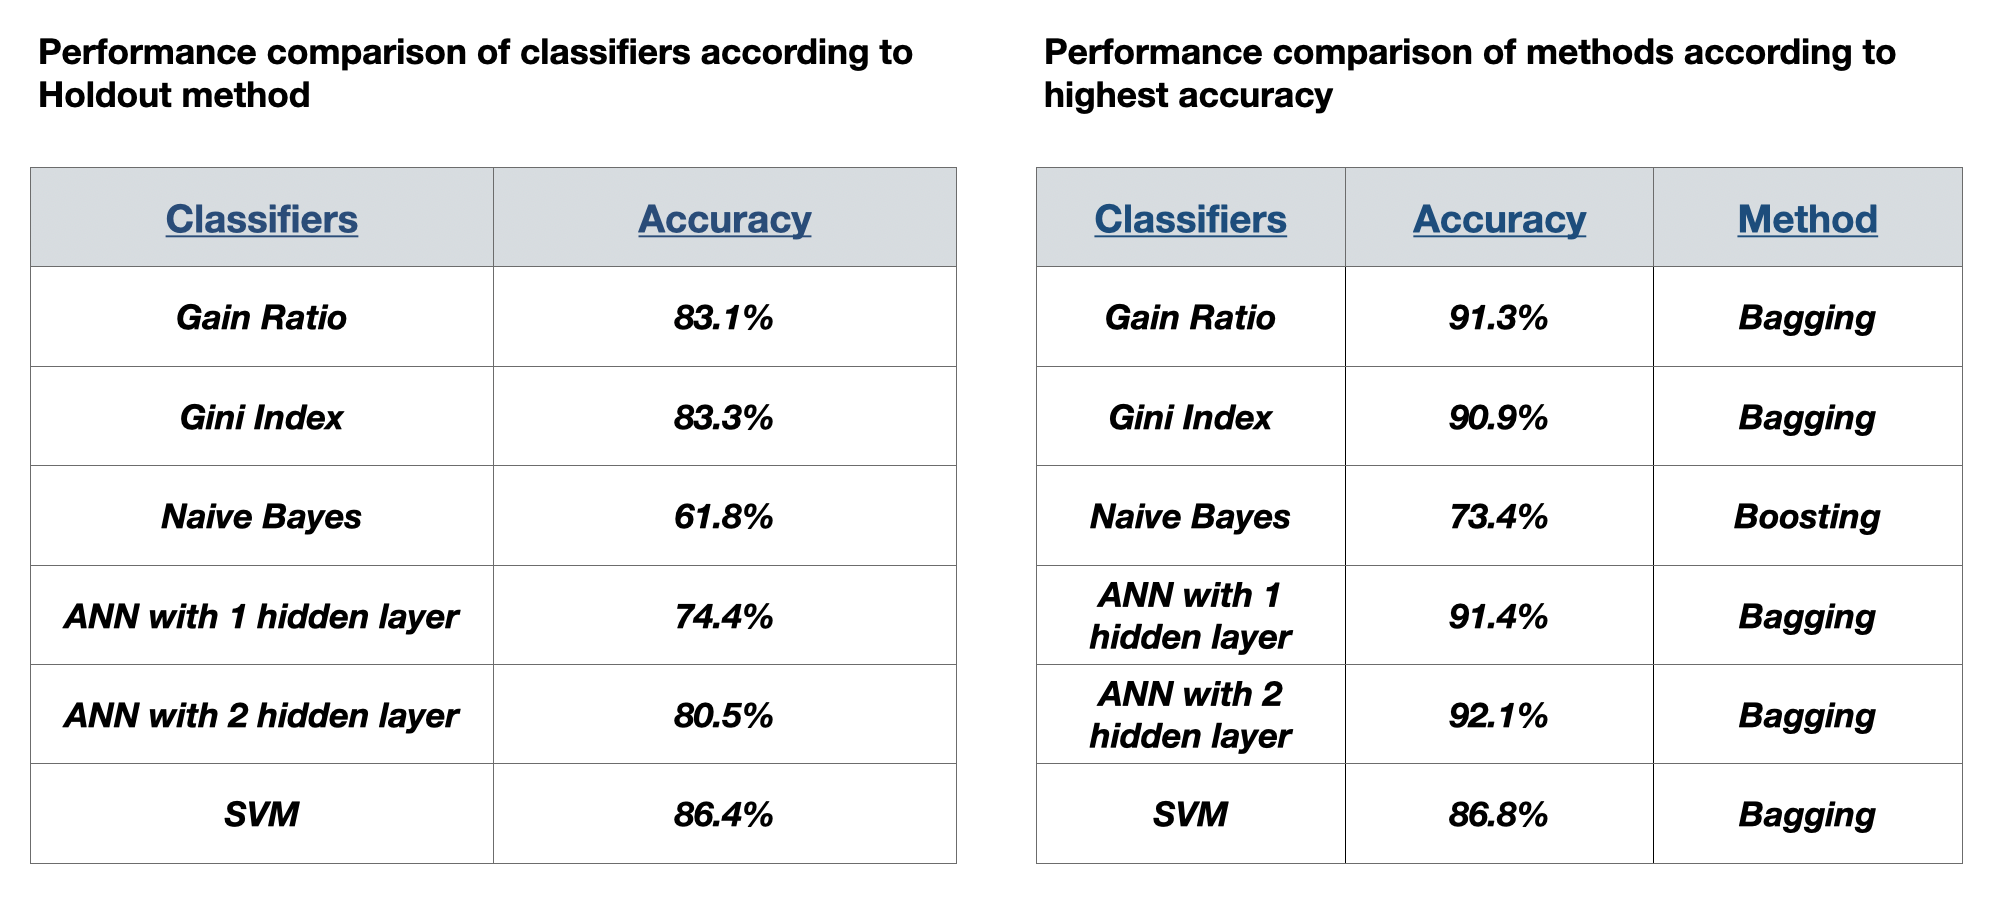 Performance comparison of classifiers according to
Holdout method
Classifiers Accuracy
Gain Ratio 83.1%
Gini Index 83.3%
Naive Bayes 61.8%
ANN with 1 hidden layer 74.4%
ANN with 2 hidden layer 80.5%
SVM 86.4%
Performance comparison of methods according to
highest accuracy
Classifiers Accuracy Method
Gain Ratio 91.3% Bagging
Gini Index 90.9% Bagging
Naive Bayes 73.4% Boosting
ANN with 1
hidden layer 91.4% Bagging
ANN with 2
hidden layer 92.1% Bagging
SVM 86.8% Bagging